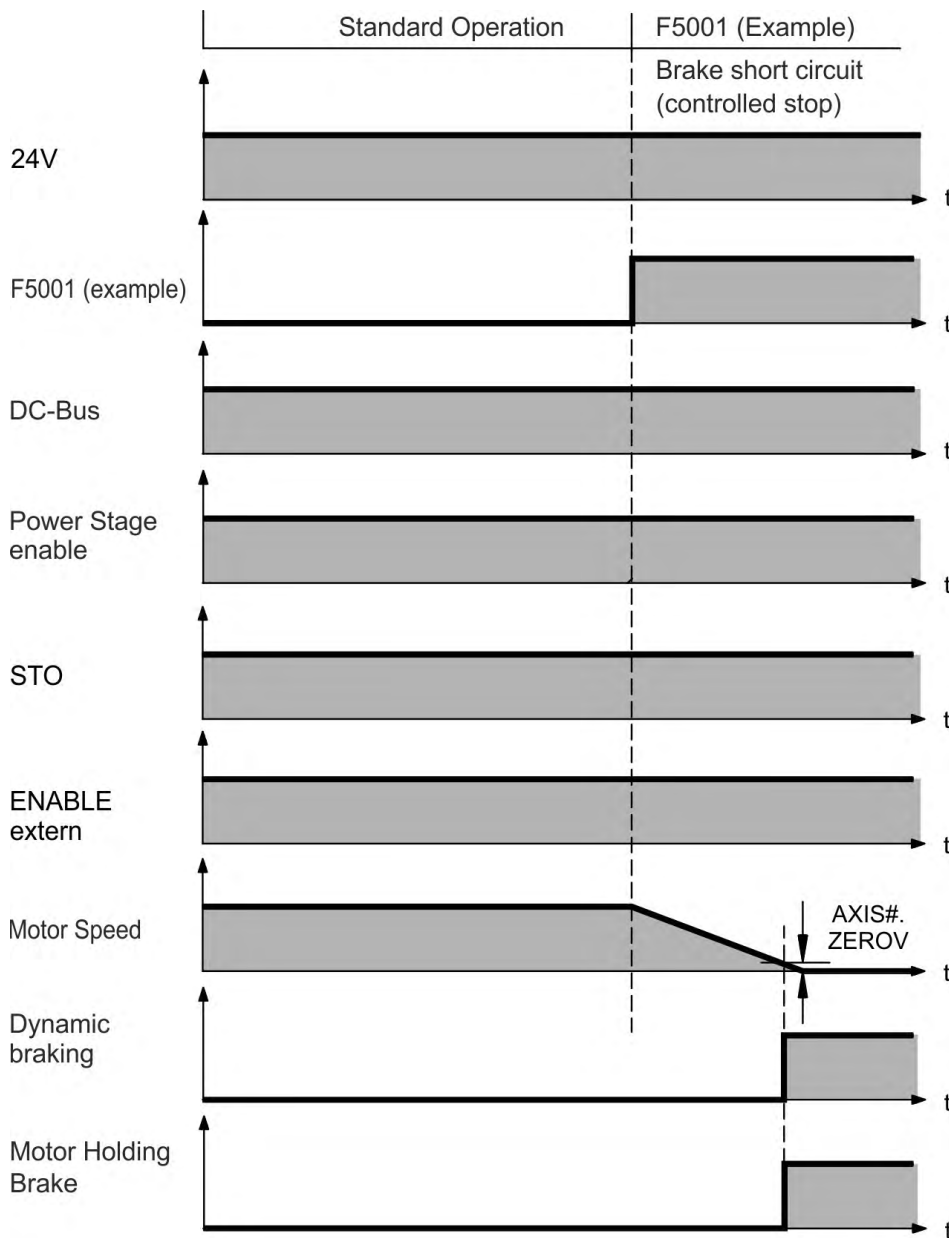 Standard Operation
F5001 (Example)
Brake short circuit
(controlled stop)
24V
t
F5001 (example)
t
DC-Bus
t
Power Stage
enable
t
STO
t
ENABLE
extern
t
Motor Speed
AXIS#.
ZEROV
t
Dynamic
braking
t
Motor Holding
Brake
t